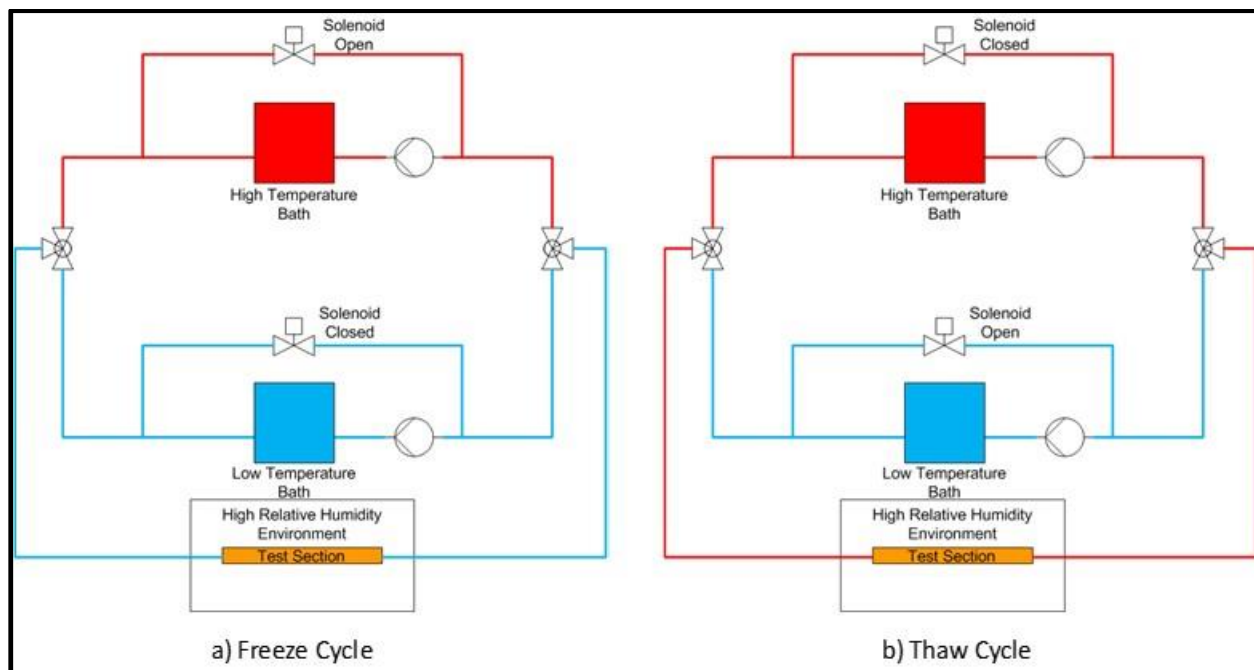 Solenoid
Open
High Temperature
Bath
Solenoid
Closed
Low Temperature
Bath
High Relative Humidity
Environment
Test Section
a) Freeze Cycle
Solenoid
Closed
High Temperature
Bath
Solenoid
Open
Low Temperature
Bath
High Relative Humidity
Environment
Test Section
b) Thaw Cycle